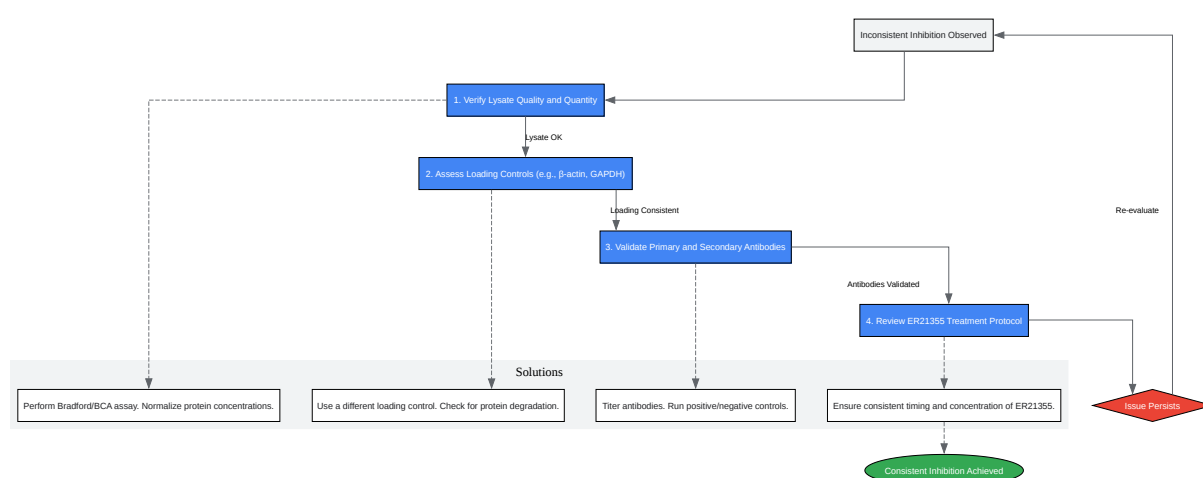 Inconsistent Inhibition Observed
1. Verify Lysate Quality and Quantity
Lysate OK
2. Assess Loading Controls (e.g., β-actin, GAPDH)
Loading Consistent
Re-evaluate
3. Validate Primary and Secondary Antibodies
Antibodies Validated
4. Review ER21355 Treatment Protocol
Solutions
Perform Bradford/BCA assay. Normalize protein concentrations.
Use a different loading control. Check for protein degradation.
Titer antibodies. Run positive/negative controls.
Ensure consistent timing and concentration of ER21355.
Issue Persists
Consistent Inhibition Achieved